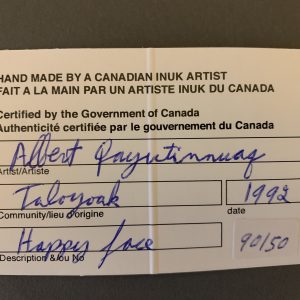 HAND MADE BY A CANADIAN INUK ARTIST
FAIT A LA MAIN PAR UN ARTISTE INUK DU CANADA
Certified by the Government of Canada
Authenticité certifiée par le gouvernement du Canada
Albert Qayutinnuaq
Artist/Artiste
Taloyoak 1992
Community/lieu d'origine date
Happy face 90/50
Description & ou No